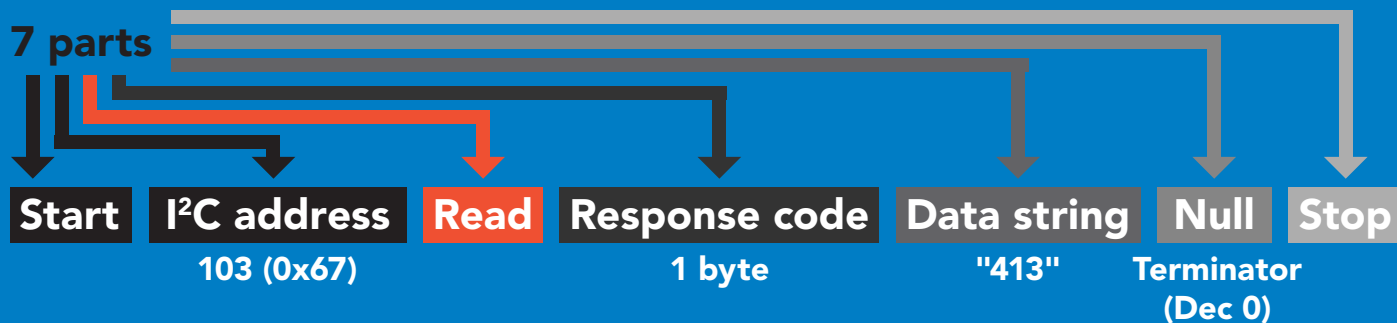 7 parts
Start I²C address Read Response code Data string Null Stop
103 (0x67) 1 byte "413" Terminator
(Dec 0)